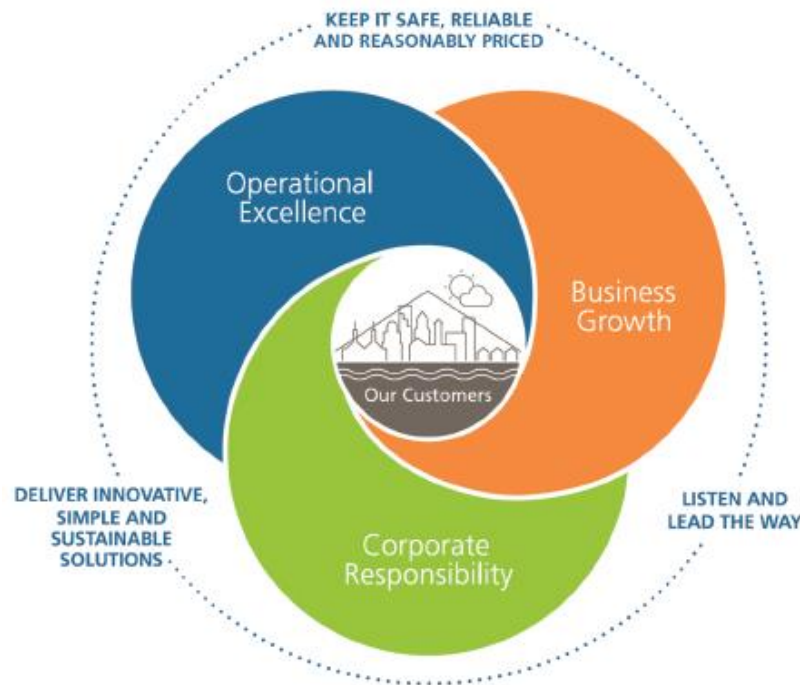 KEEP IT SAFE, RELIABLE
AND REASONABLY PRICED
Operational
Excellence
Business
Growth
Our Customers
DELIVER INNOVATIVE,
SIMPLE AND
SUSTAINABLE
SOLUTIONS
LISTEN AND
LEAD THE WAY
Corporate
Responsibility